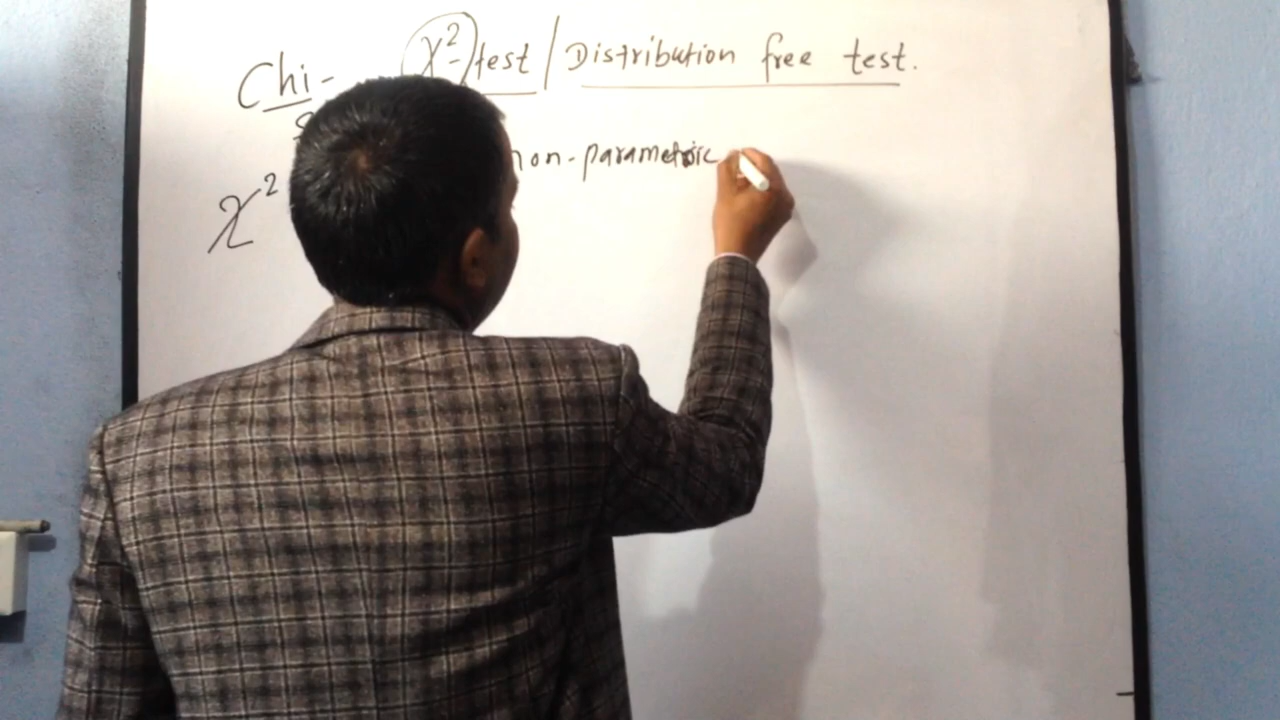 Chi- (χ²-)test / Distribution free test.
non-parametric
χ²